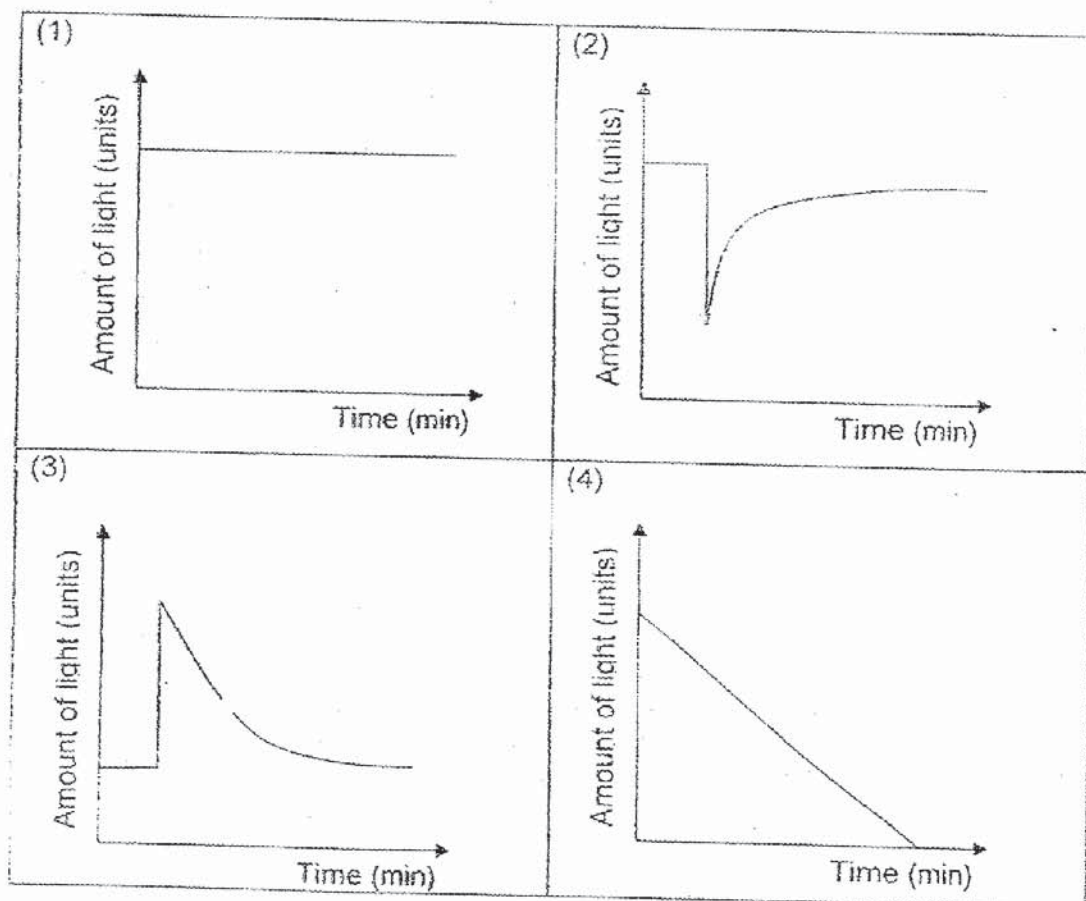 (1)
Amount of light (units)
Time (min)
(2)
Amount of light (units)
Time (min)
(3)
Amount of light (units)
Time (min)
(4)
Amount of light (units)
Time (min)